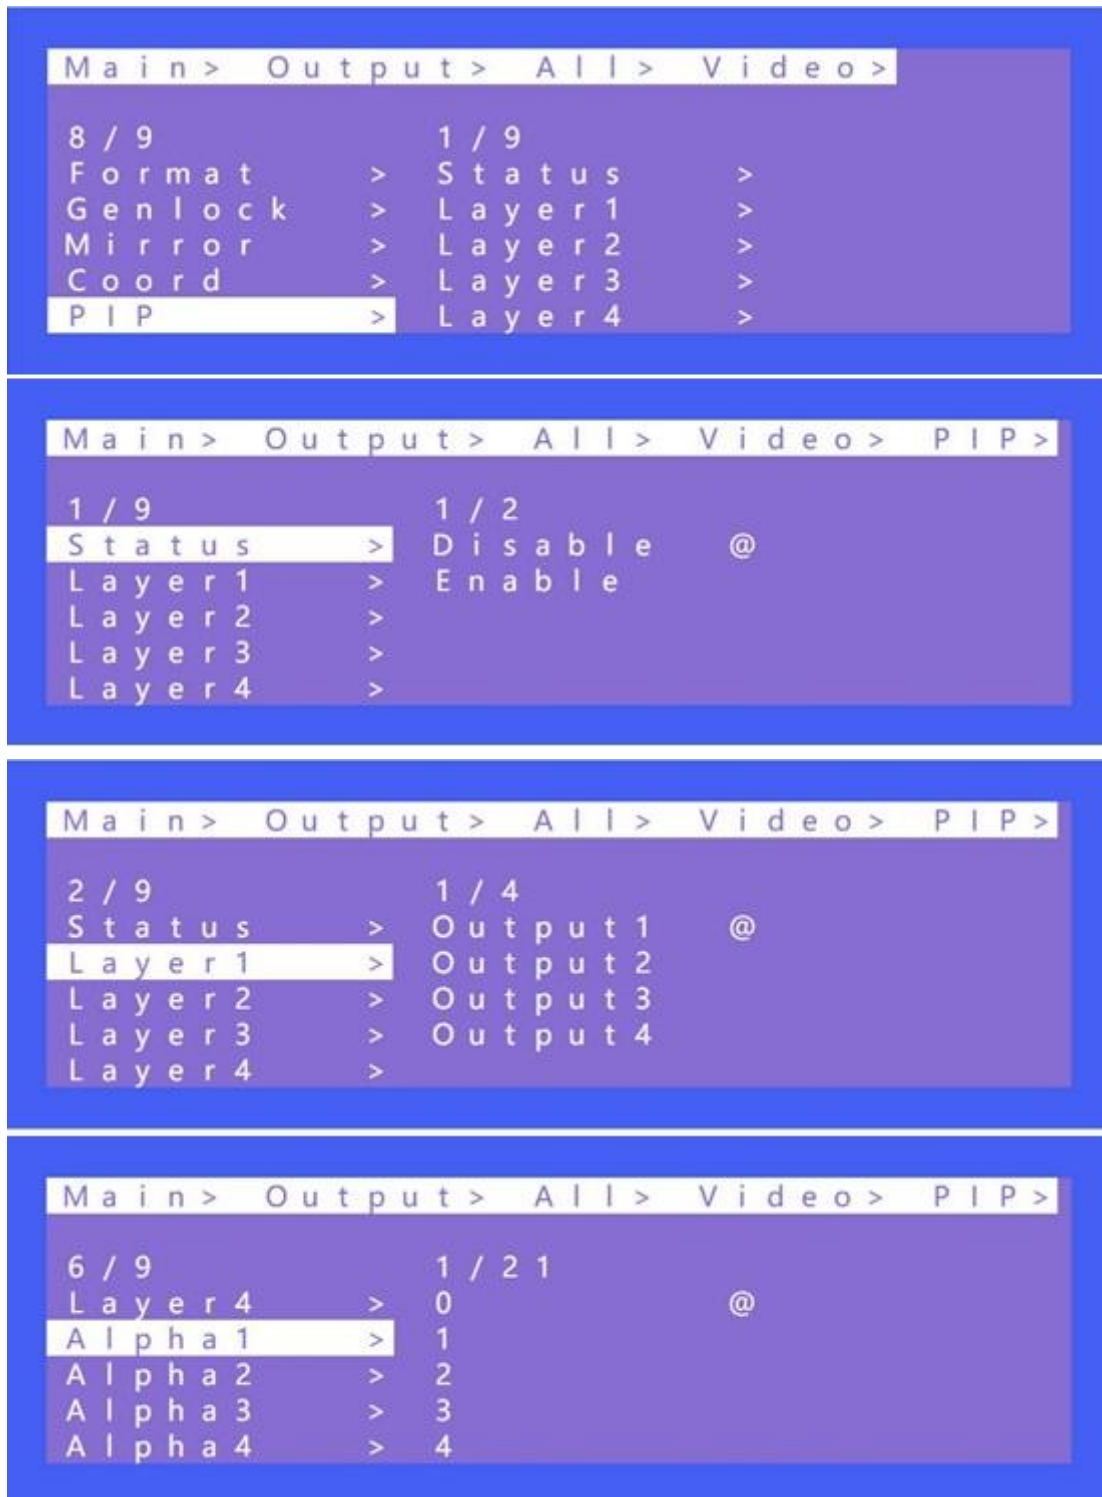 Main> Output> All> Video>
8/9 1/9
Format > Status >
Genlock > Layer1 >
Mirror > Layer2 >
Coord > Layer3 >
PIP > Layer4 >
Main> Output> All> Video> PIP>
1/9 1/2
Status > Disable @
Layer1 > Enable
Layer2 >
Layer3 >
Layer4 >
Main> Output> All> Video> PIP>
2/9 1/4
Status > Output1 @
Layer1 > Output2
Layer2 > Output3
Layer3 > Output4
Layer4 >
Main> Output> All> Video> PIP>
6/9 1/21
Layer4 > 0 @
Alpha1 > 1
Alpha2 > 2
Alpha3 > 3
Alpha4 > 4